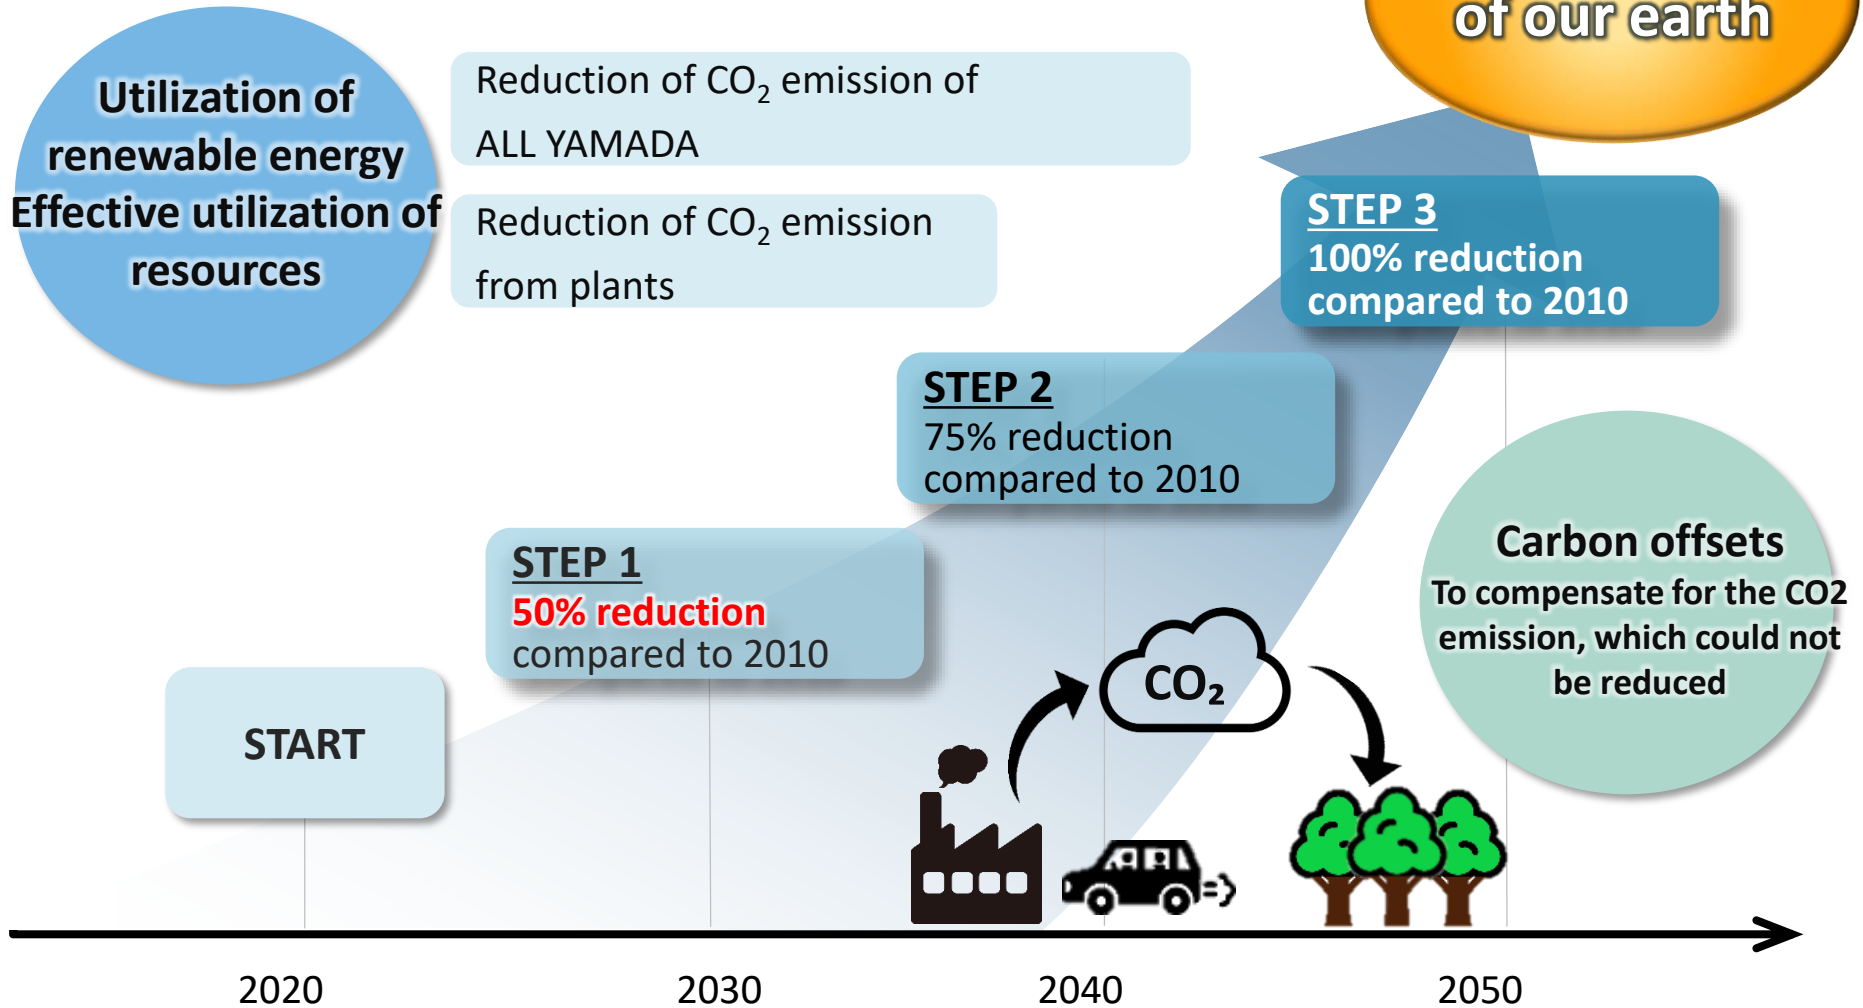 of our earth
Utilization of
renewable energy
Effective utilization of
resources
Reduction of CO₂ emission of
ALL YAMADA
Reduction of CO₂ emission
from plants
STEP 3
100% reduction
compared to 2010
STEP 2
75% reduction
compared to 2010
STEP 1
50% reduction
compared to 2010
START
Carbon offsets
To compensate for the CO2
emission, which could not
be reduced
CO₂
2020
2030
2040
2050